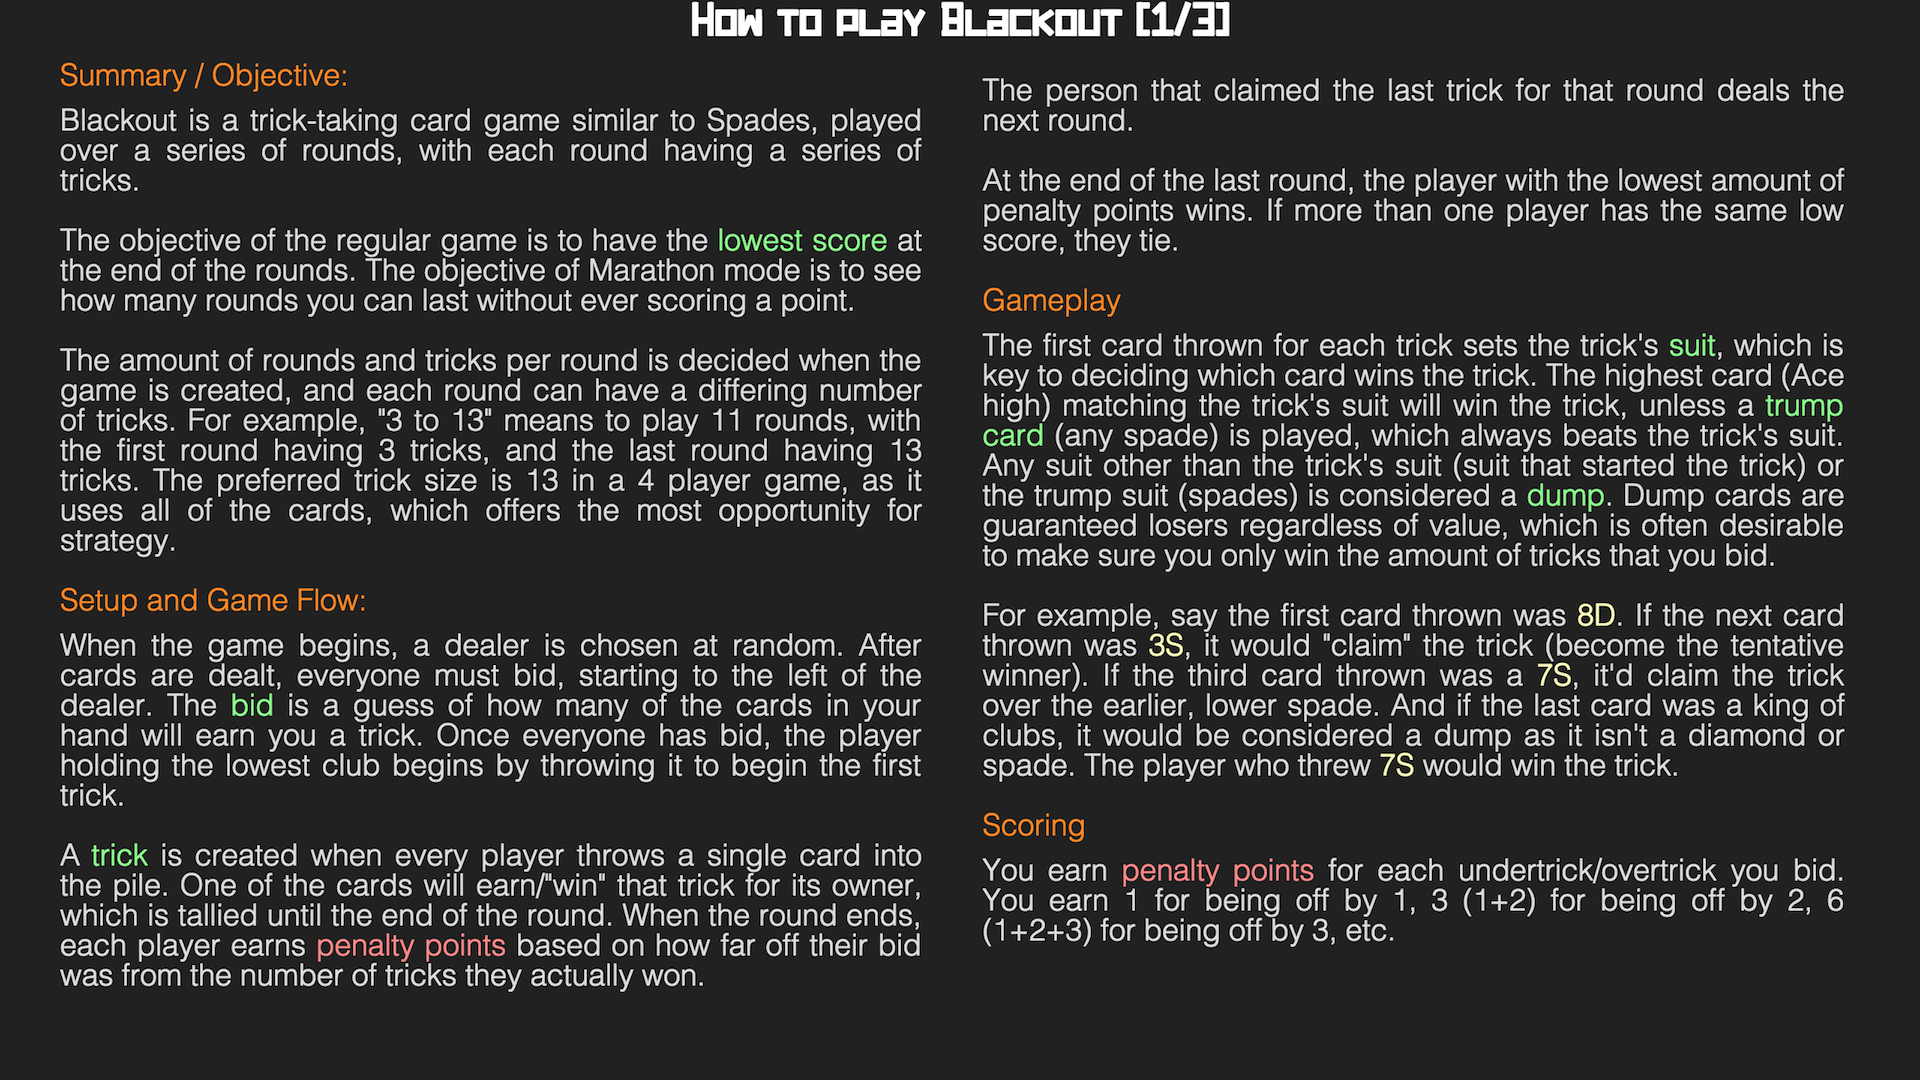 How to play Blackout [1/3]
Summary / Objective:
Blackout is a trick-taking card game similar to Spades, played
over a series of rounds, with each round having a series of
tricks.
The objective of the regular game is to have the lowest score at
the end of the rounds. The objective of Marathon mode is to see
how many rounds you can last without ever scoring a point.
The amount of rounds and tricks per round is decided when the
game is created, and each round can have a differing number
of tricks. For example, "3 to 13" means to play 11 rounds, with
the first round having 3 tricks, and the last round having 13
tricks. The preferred trick size is 13 in a 4 player game, as it
uses all of the cards, which offers the most opportunity for
strategy.
Setup and Game Flow:
When the game begins, a dealer is chosen at random. After
cards are dealt, everyone must bid, starting to the left of the
dealer. The bid is a guess of how many of the cards in your
hand will earn you a trick. Once everyone has bid, the player
holding the lowest club begins by throwing it to begin the first
trick.
A trick is created when every player throws a single card into
the pile. One of the cards will earn/"win" that trick for its owner,
which is tallied until the end of the round. When the round ends,
each player earns penalty points based on how far off their bid
was from the number of tricks they actually won.
The person that claimed the last trick for that round deals the
next round.
At the end of the last round, the player with the lowest amount of
penalty points wins. If more than one player has the same low
score, they tie.
Gameplay
The first card thrown for each trick sets the trick's suit, which is
key to deciding which card wins the trick. The highest card (Ace
high) matching the trick's suit will win the trick, unless a trump
card (any spade) is played, which always beats the trick's suit.
Any suit other than the trick's suit (suit that started the trick) or
the trump suit (spades) is considered a dump. Dump cards are
guaranteed losers regardless of value, which is often desirable
to make sure you only win the amount of tricks that you bid.
For example, say the first card thrown was 8D. If the next card
thrown was 3S, it would "claim" the trick (become the tentative
winner). If the third card thrown was a 7S, it'd claim the trick
over the earlier, lower spade. And if the last card was a king of
clubs, it would be considered a dump as it isn't a diamond or
spade. The player who threw 7S would win the trick.
Scoring
You earn penalty points for each undertrick/overtrick you bid.
You earn 1 for being off by 1, 3 (1+2) for being off by 2, 6
(1+2+3) for being off by 3, etc.